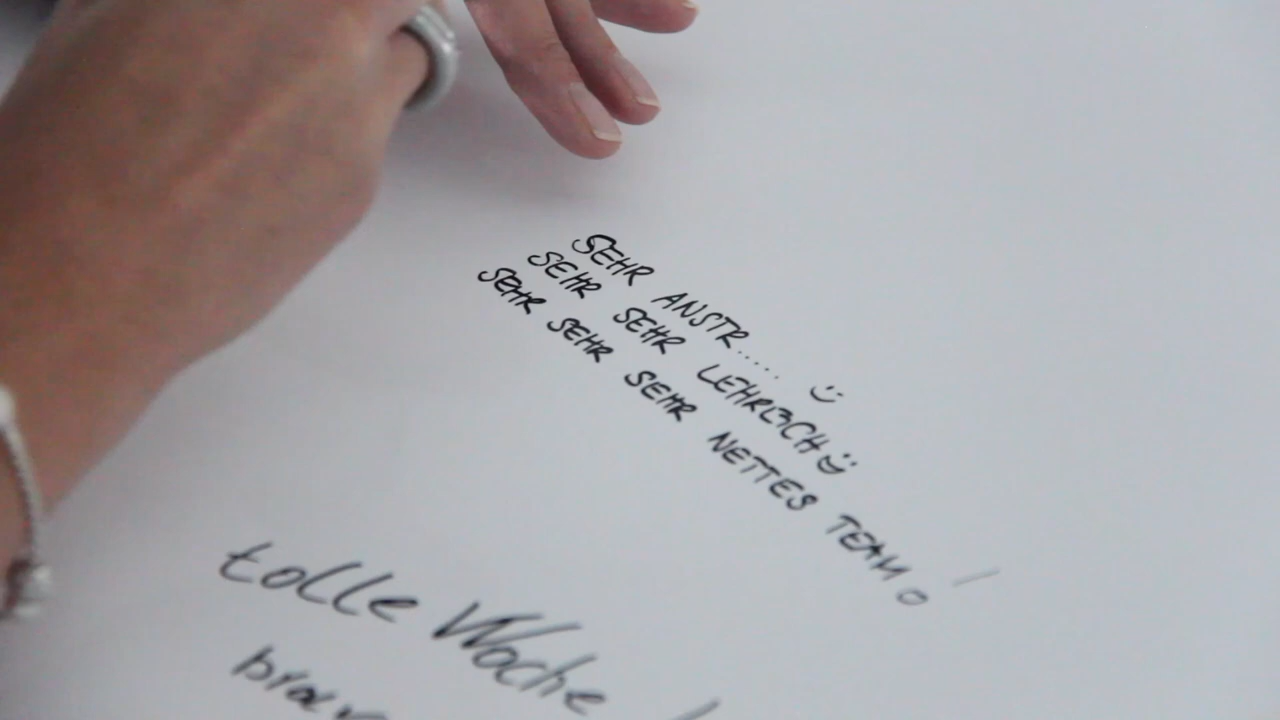 SEHR ANSTR..... :)
SEHR SEHR LEHRREICH :)
SEHR SEHR SEHR NETTES TEAM!
tolle Woche!